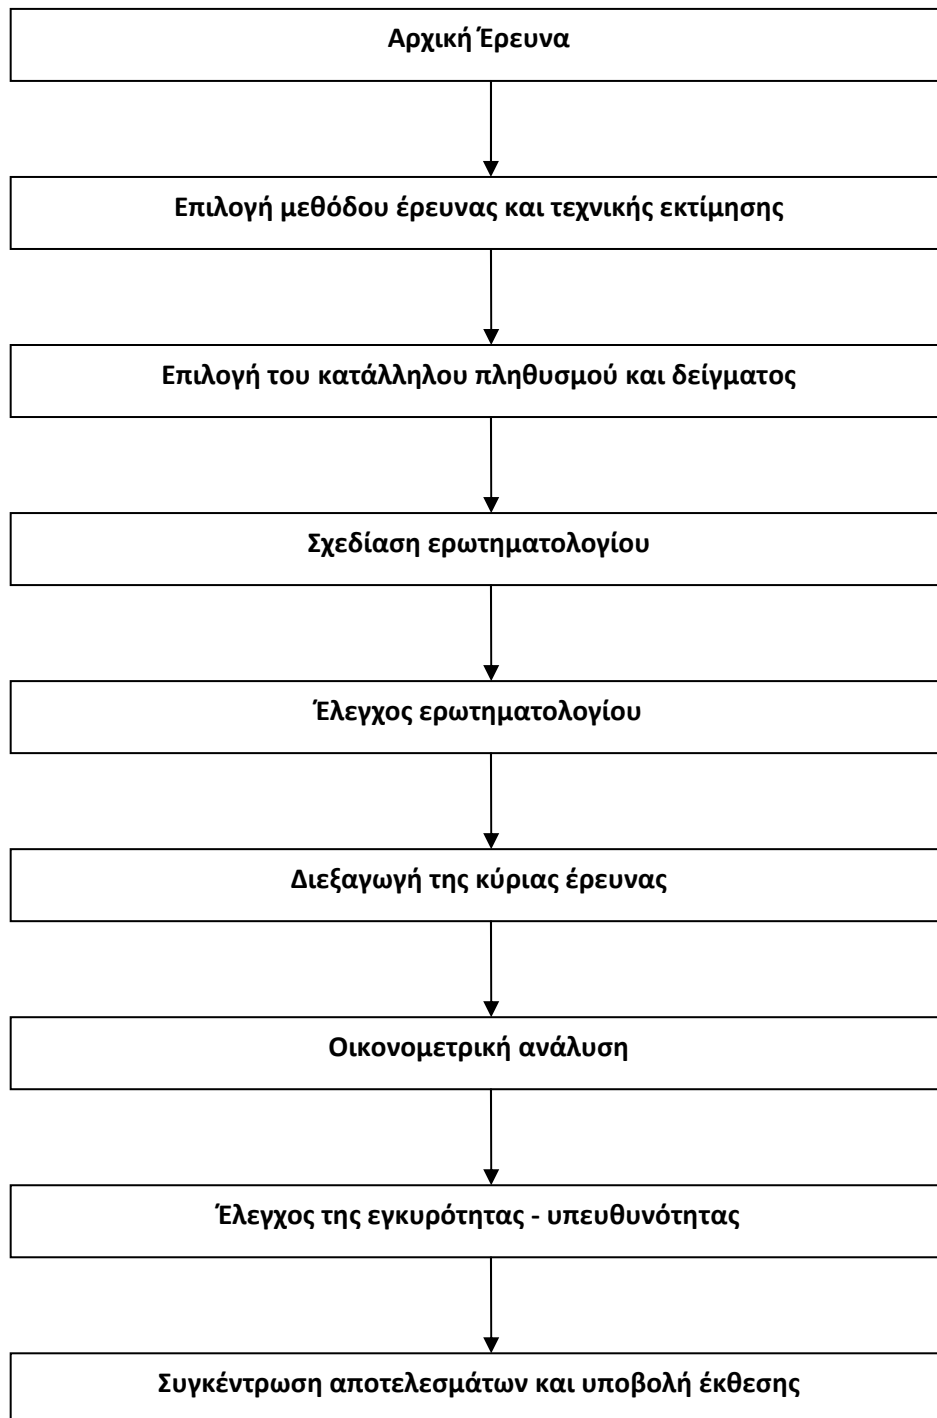 Αρχική Έρευνα
Επιλογή μεθόδου έρευνας και τεχνικής εκτίμησης
Επιλογή του κατάλληλου πληθυσμού και δείγματος
Σχεδίαση ερωτηματολογίου
Έλεγχος ερωτηματολογίου
Διεξαγωγή της κύριας έρευνας
Οικονομετρική ανάλυση
Έλεγχος της εγκυρότητας - υπευθυνότητας
Συγκέντρωση αποτελεσμάτων και υποβολή έκθεσης